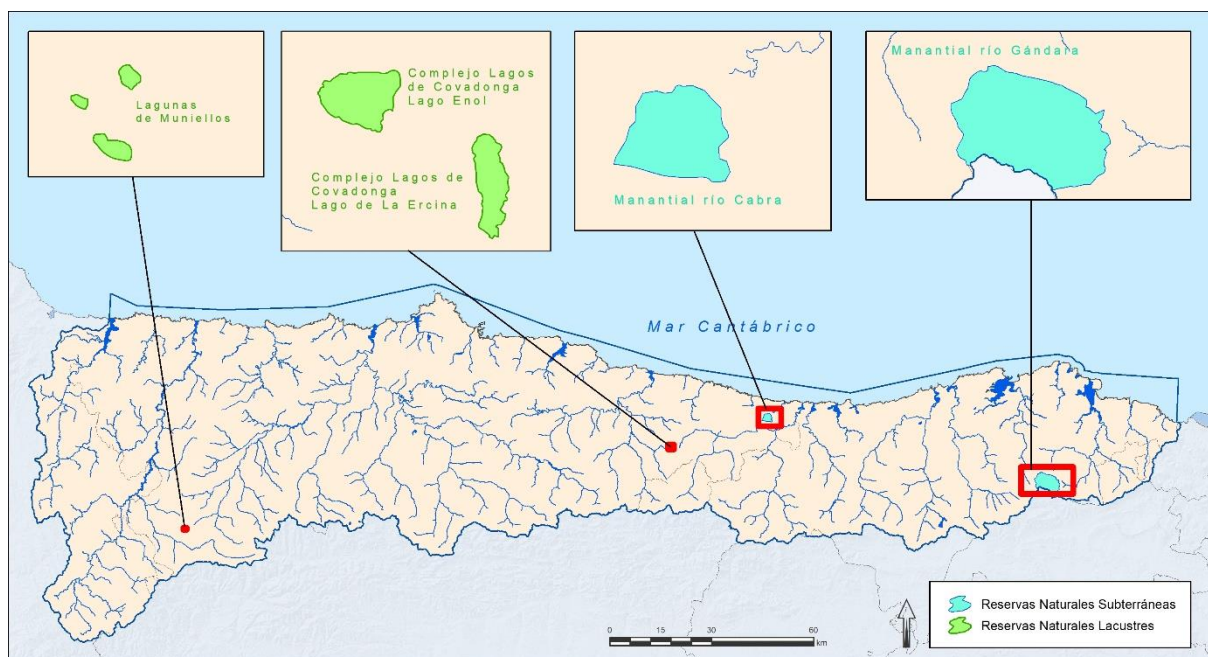 Lagunas
de Muniellos
Complejo Lagos
de Covadonga
Lago Enol
Complejo Lagos de
Covadonga
Lago de La Ercina
Manantial río Cabra
Manantial río Gándara
Mar Cantábrico
Reservas Naturales Subterráneas
Reservas Naturales Lacustres
0 15 30 60
km